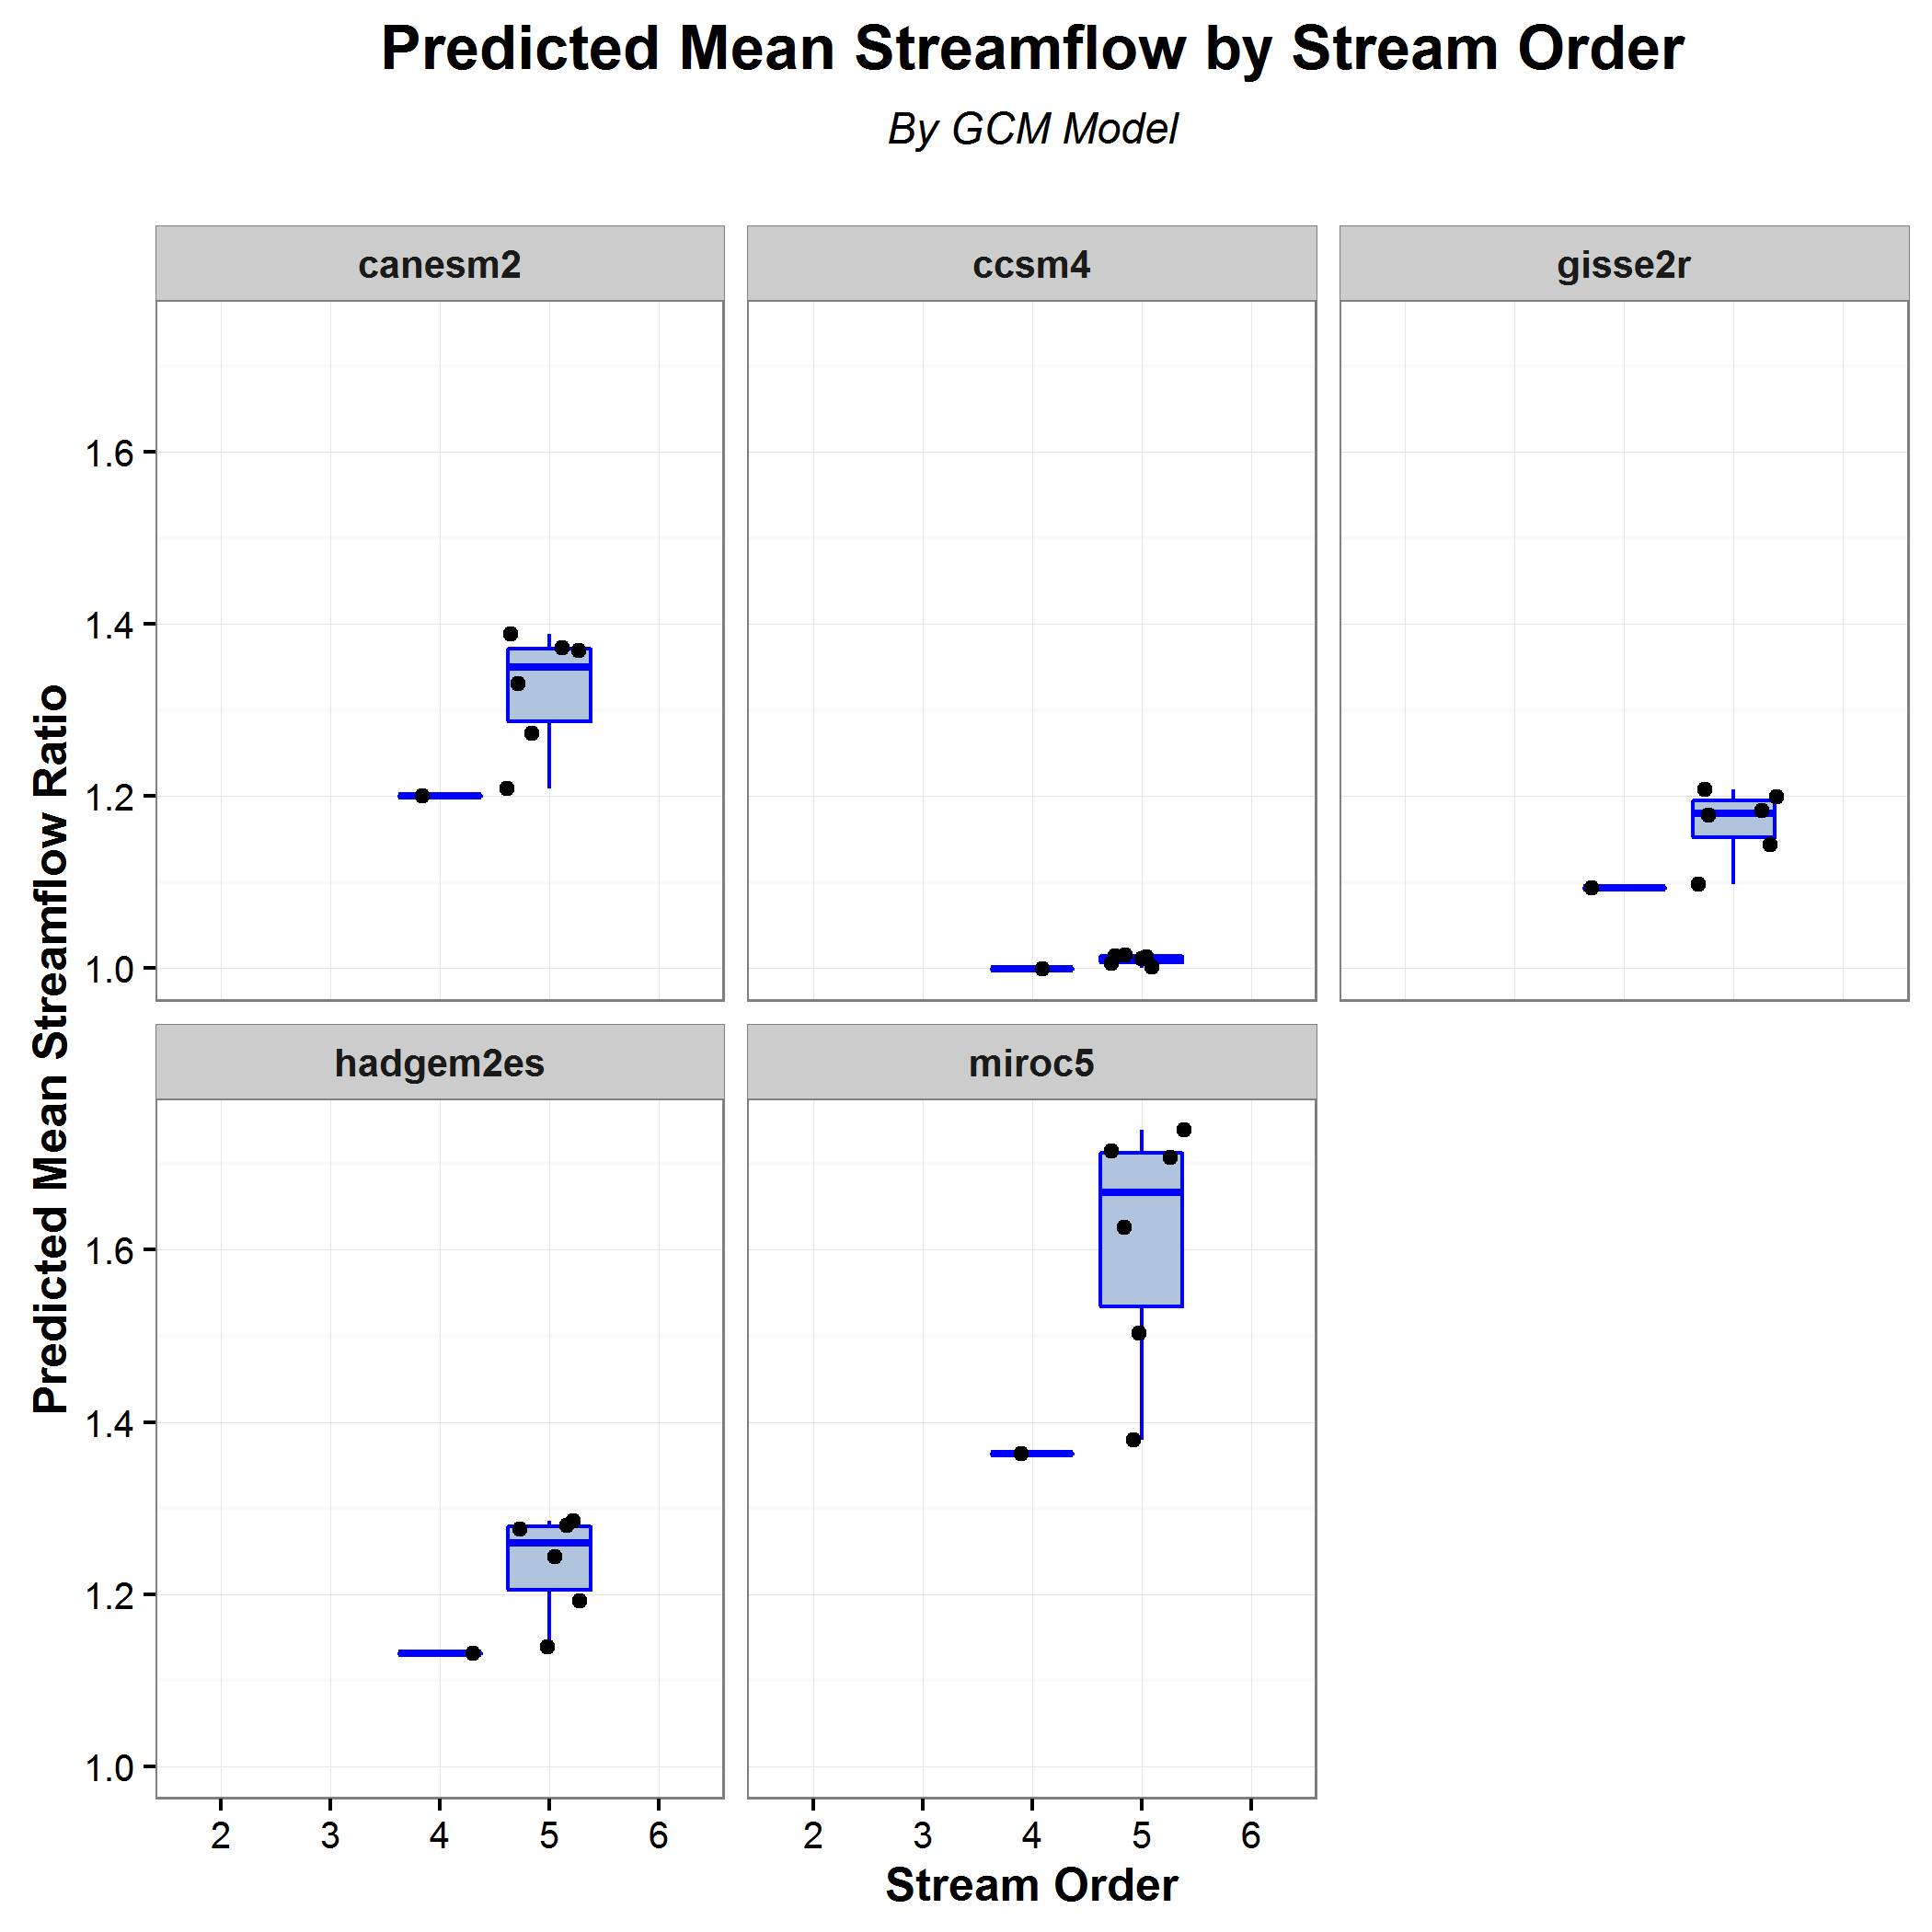 Predicted Mean Streamflow by Stream Order
By GCM Model
canesm2
ccsm4
gisse2r
1.6
1.4
1.2
1.0
Predicted Mean Streamflow Ratio
hadgem2es
miroc5
1.6
1.4
1.2
1.0
2 3 4 5 6
2 3 4 5 6
Stream Order